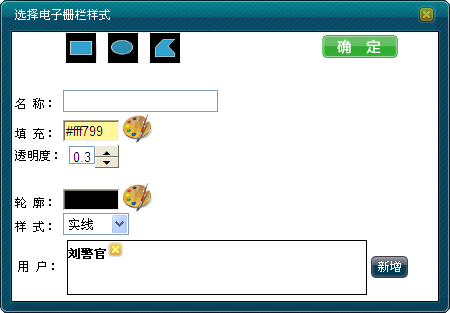 选择电子栅栏样式
确 定
名 称：
填 充： #fff799
透明度： 0.3
轮 廓：
样 式： 实线
用 户： 刘警官 新增